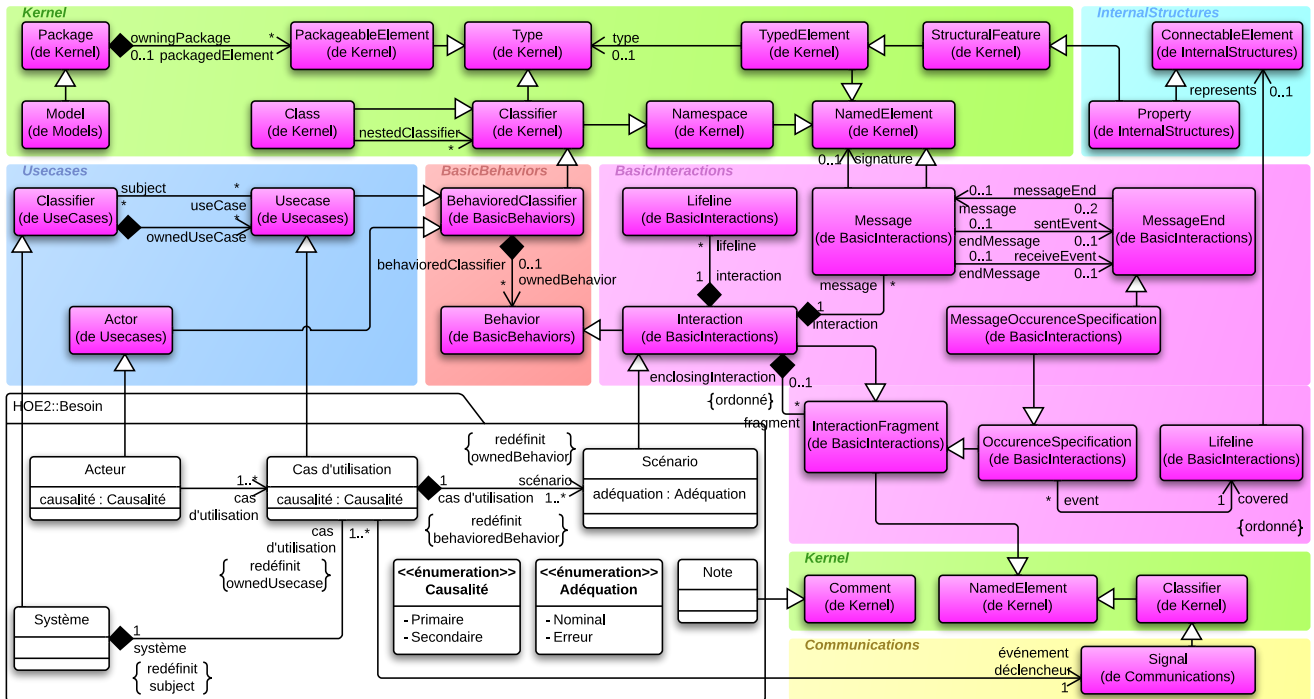 Kernel
Package
(de Kernel)
owningPackage
*
0..1 packagedElement
PackageableElement
(de Kernel)
Type
(de Kernel)
type
0..1
TypedElement
(de Kernel)
StructuralFeature
(de Kernel)
Model
(de Models)
Class
(de Kernel)
nestedClassifier
*
Classifier
(de Kernel)
Namespace
(de Kernel)
NamedElement
(de Kernel)
InternalStructures
ConnectableElement
(de InternalStructures)
represents
0..1
Property
(de InternalStructures)
Usecases
Classifier
(de UseCases)
subject
*
*
useCase
*
ownedUseCase
Usecase
(de Usecases)
Actor
(de Usecases)
BasicBehaviors
BehavioredClassifier
(de BasicBehaviors)
behavioredClassifier
0..1
ownedBehavior
*
Behavior
(de BasicBehaviors)
BasicInteractions
Lifeline
(de BasicInteractions)
*
lifeline
1
interaction
0..1
signature
Message
(de BasicInteractions)
0..1
messageEnd
message
0..2
0..1
sentEvent
endMessage
0..1
0..1
receiveEvent
endMessage
0..1
MessageEnd
(de BasicInteractions)
message
*
1
interaction
Interaction
(de BasicInteractions)
MessageOccurenceSpecification
(de BasicInteractions)
enclosingInteraction
0..1
{ordonné}
*
fragment
InteractionFragment
(de BasicInteractions)
OccurenceSpecification
(de BasicInteractions)
Lifeline
(de BasicInteractions)
*
event
1
covered
{ordonné}
HOE2::Besoin
Acteur
causalité : Causalité
1..*
cas
d'utilisation
Cas d'utilisation
causalité : Causalité
{redéfinit
ownedBehavior}
1
scénario
cas d'utilisation
1..*
{redéfinit
behavioredBehavior}
Scénario
adéquation : Adéquation
cas
d'utilisation
1..*
{redéfinit
ownedUsecase}
Système
1
système
{redéfinit
subject}
<<énumeration>>
Causalité
- Primaire
- Secondaire
<<énumeration>>
Adéquation
- Nominal
- Erreur
Note
Kernel
Comment
(de Kernel)
NamedElement
(de Kernel)
Classifier
(de Kernel)
Communications
événement
déclencheur
1
Signal
(de Communications)